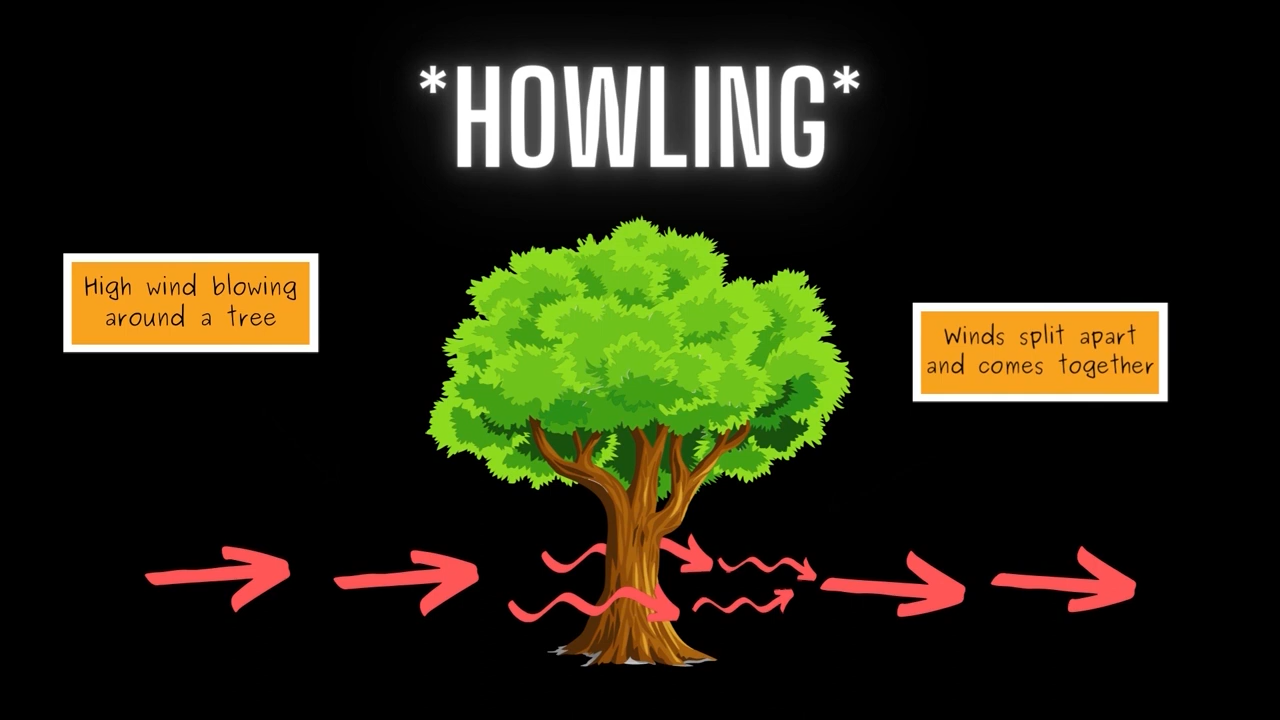 *HOWLING*
High wind blowing
around a tree
Winds split apart
and comes together